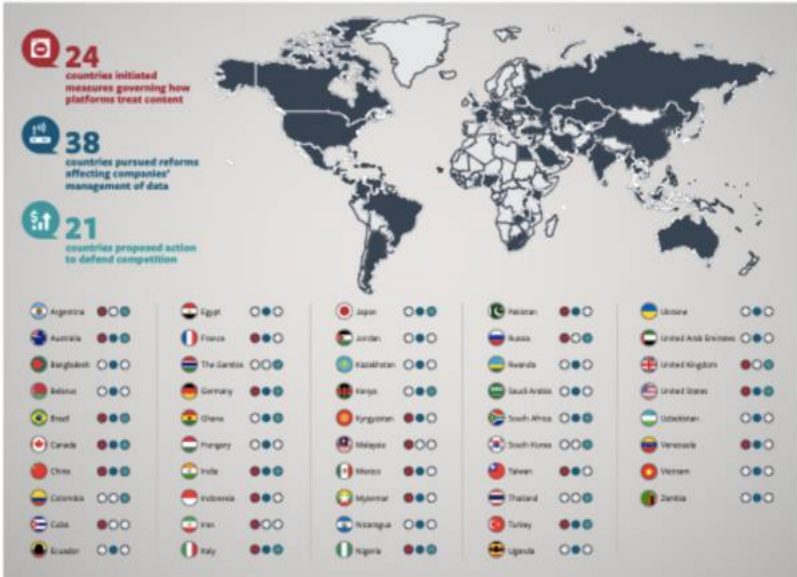 24
countries initiated
measures governing how
platforms treat content
38
countries pursued reforms
affecting companies'
management of data
21
countries proposed action
to defend competition
Argentina
Australia
Bangladesh
Belarus
Brazil
Canada
China
Colombia
Cuba
Ecuador
Egypt
France
The Gambia
Germany
Ghana
Hungary
India
Indonesia
Iran
Italy
Japan
Jordan
Kazakhstan
Kenya
Kyrgyzstan
Malaysia
Mexico
Myanmar
Nicaragua
Nigeria
Pakistan
Russia
Rwanda
Saudi Arabia
South Africa
South Korea
Taiwan
Thailand
Turkey
Uganda
Ukraine
United Arab Emirates
United Kingdom
United States
Uzbekistan
Venezuela
Vietnam
Zambia